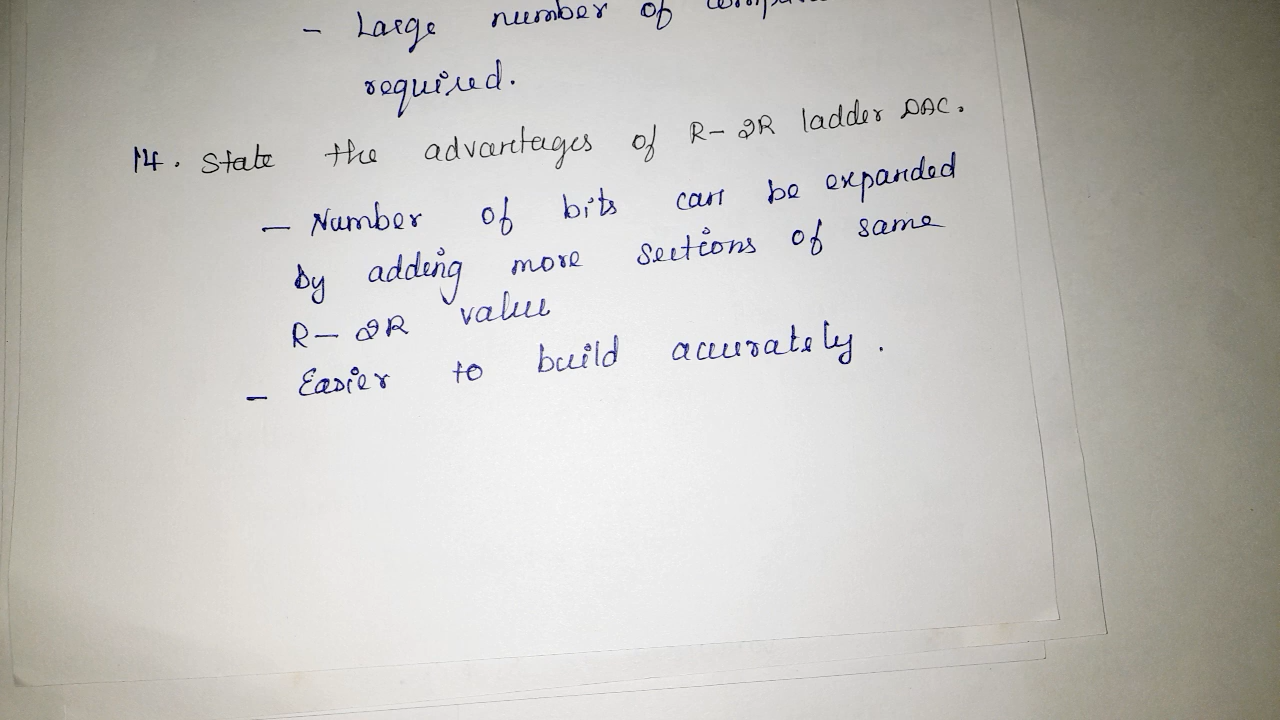 - Large number of
required.
14. State the advantages of R-2R ladder DAC.
- Number of bits can be expanded
by adding more sections of same
R-2R value
- Easier to build accurately.